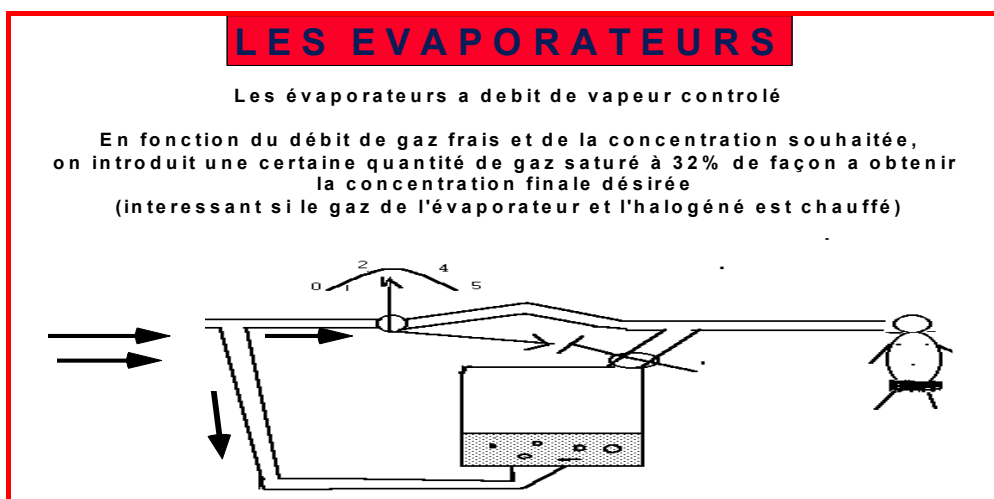 LES EVAPORATEURS
Les évaporateurs a debit de vapeur controlé
En fonction du débit de gaz frais et de la concentration souhaitée,
on introduit une certaine quantité de gaz saturé à 32% de façon a obtenir
la concentration finale désirée
(interessant si le gaz de l'évaporateur et l'halogéné est chauffé)
2 4
0 1 5